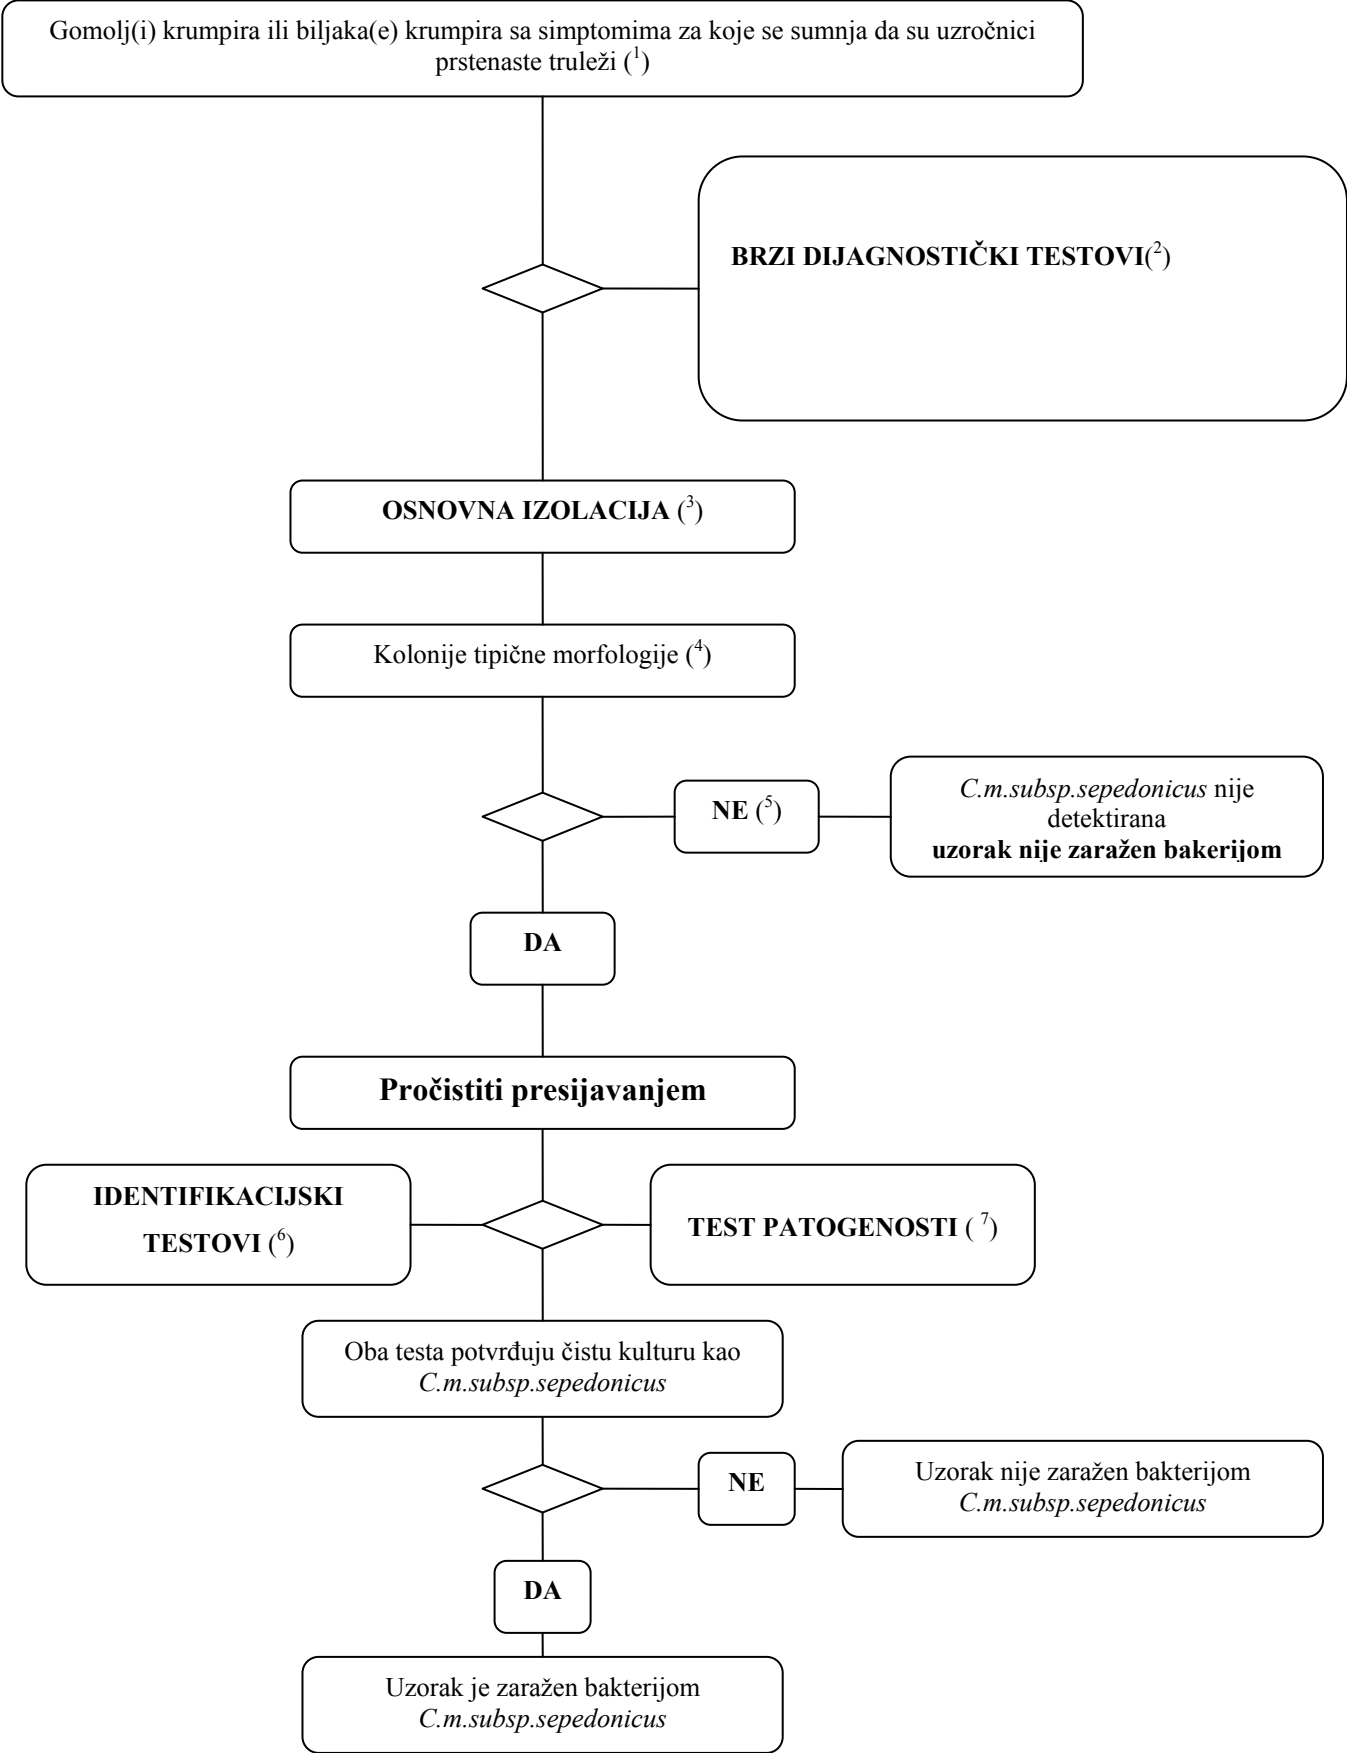 Gomolj(i) krumpira ili biljaka(e) krumpira sa simptomima za koje se sumnja da su uzročnici
prstenaste truleži (¹)
BRZI DIJAGNOSTIČKI TESTOVI(²)
OSNOVNA IZOLACIJA (³)
Kolonije tipične morfologije (⁴)
NE (⁵)
C.m.subsp.sepedonicus nije
detektirana
uzorak nije zaražen bakerijom
DA
Pročistiti presijavanjem
IDENTIFIKACIJSKI
TESTOVI (⁶)
TEST PATOGENOSTI ( ⁷)
Oba testa potvrđuju čistu kulturu kao
C.m.subsp.sepedonicus
NE
Uzorak nije zaražen bakterijom
C.m.subsp.sepedonicus
DA
Uzorak je zaražen bakterijom
C.m.subsp.sepedonicus